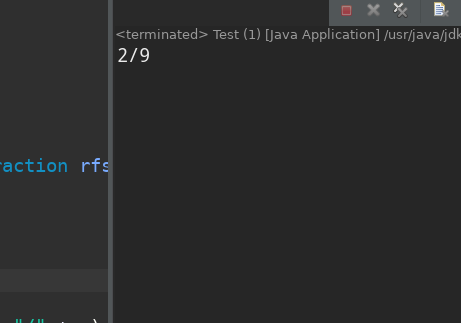 <terminated> Test (1) [Java Application] /usr/java/jdk
2/9
raction rfs
"/"